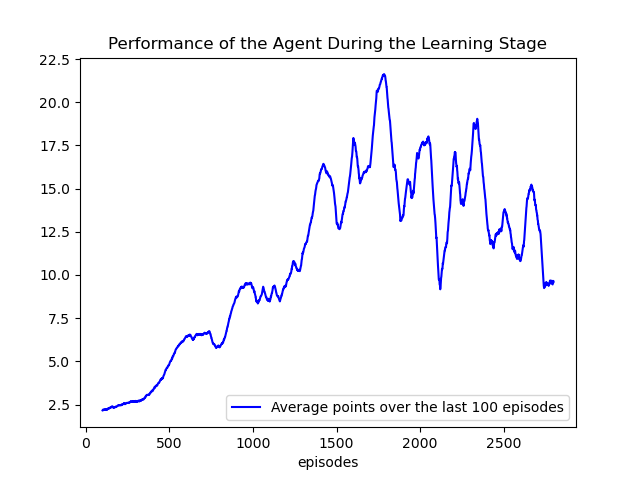 Performance of the Agent During the Learning Stage
22.5
20.0
17.5
15.0
12.5
10.0
7.5
5.0
2.5
Average points over the last 100 episodes
0 500 1000 1500 2000 2500
episodes